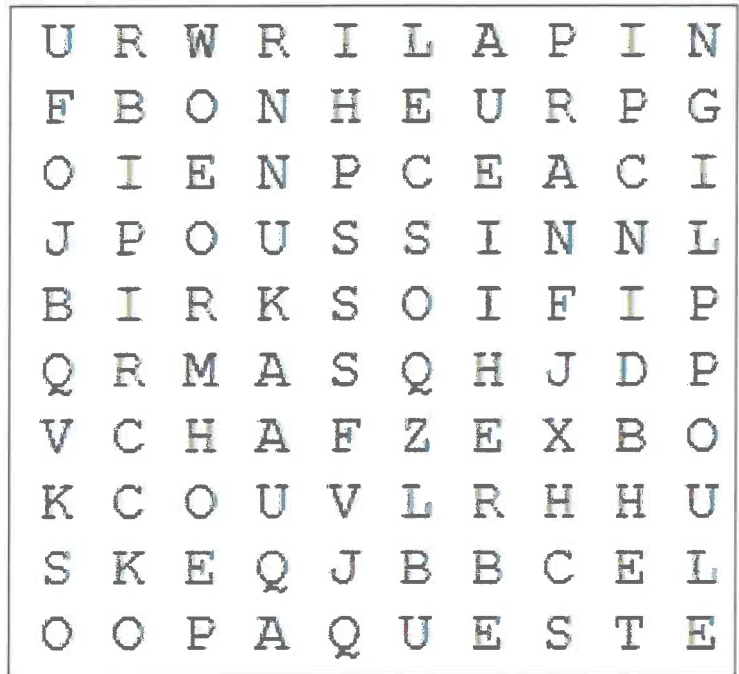 U R W R I L A P I N
F B O N H E U R P G
O I E N P C E A C I
J P O U S S I N N L
B I R K S O I F I P
Q R M A S Q H J D P
V C H A F Z E X B O
K C O U V L R H H U
S K E Q J B B C E L
O O P A Q U E S T E